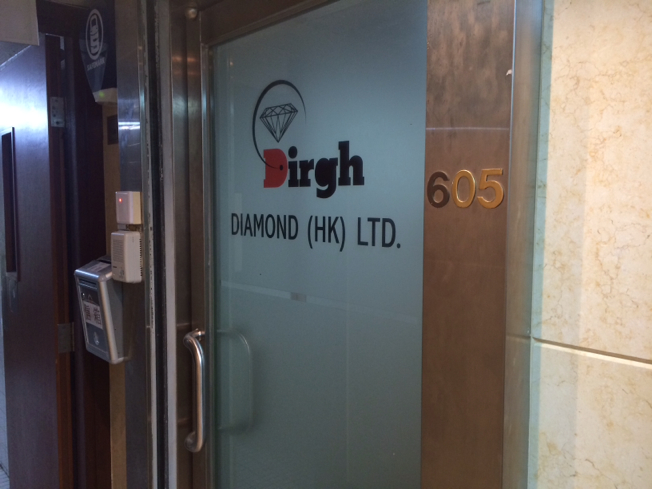 Dirgh
DIAMOND (HK) LTD.
605